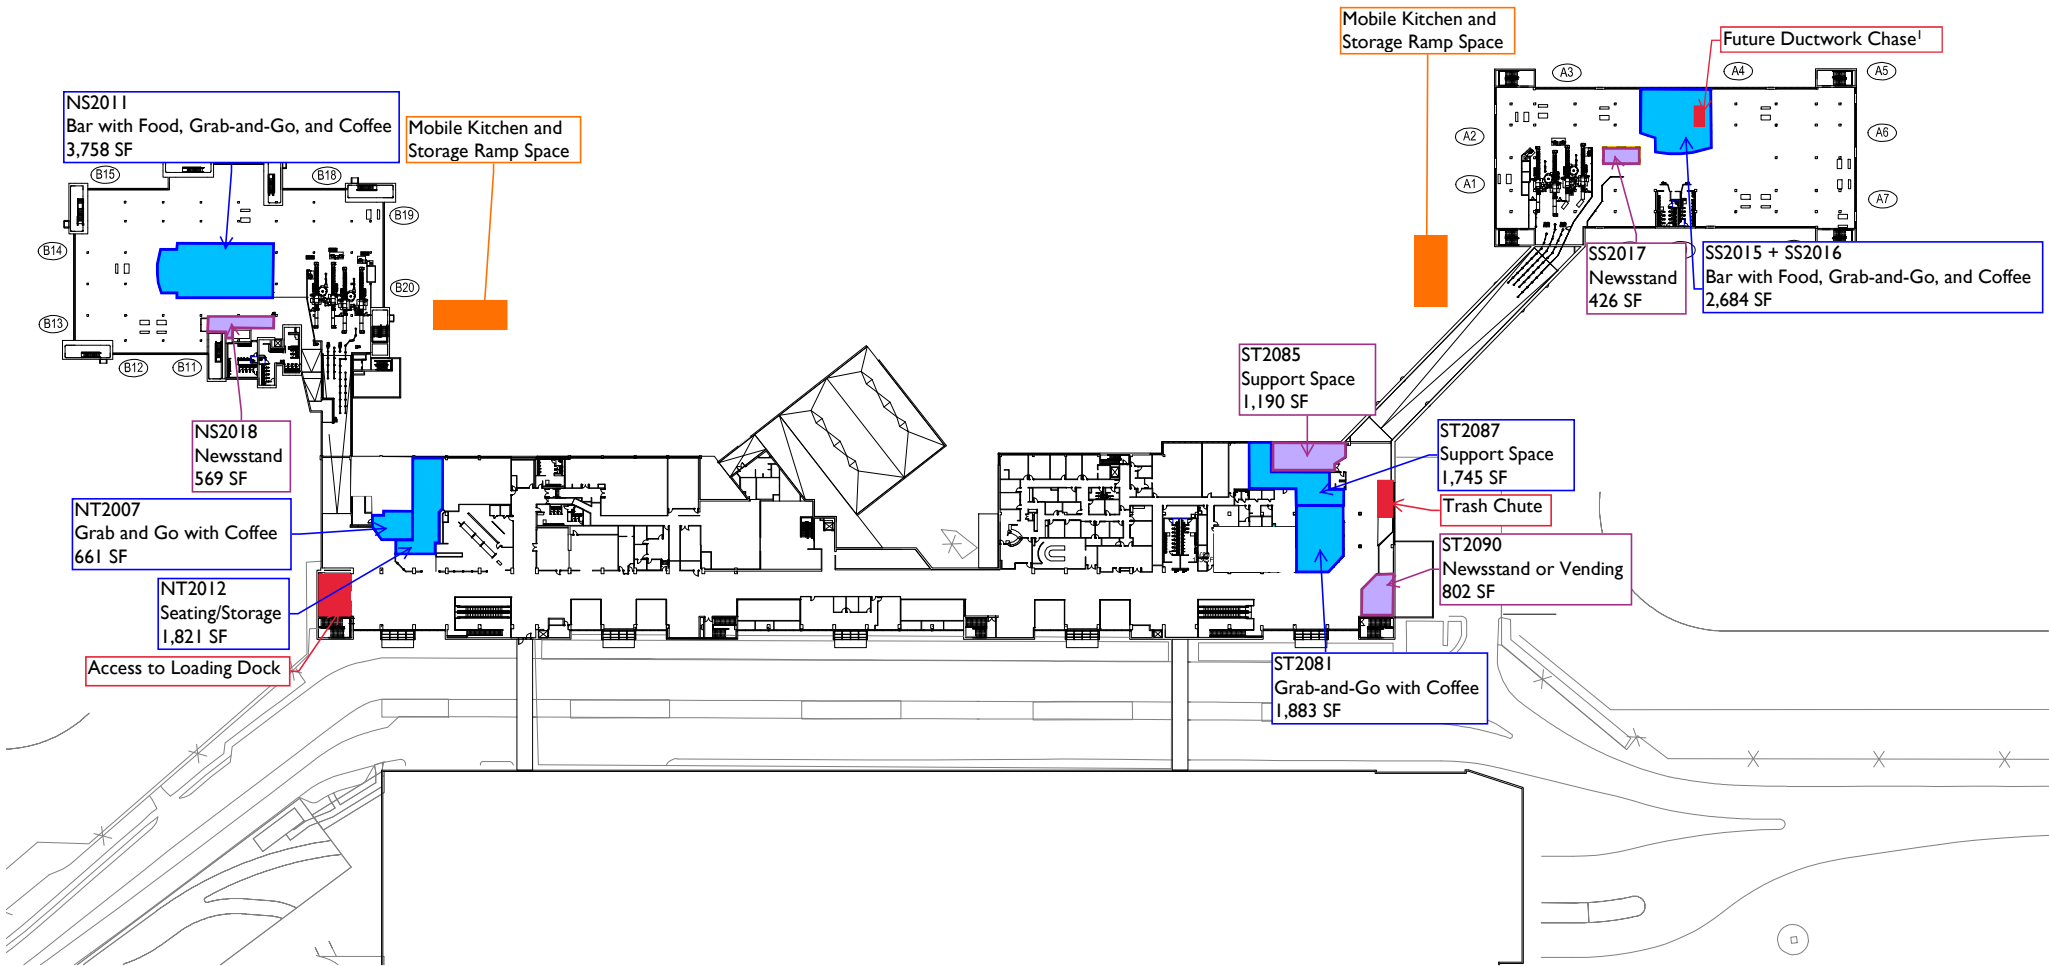 Mobile Kitchen and
Storage Ramp Space
Future Ductwork Chase¹
A3
A4
A5
A2
A6
A1
A7
NS2011
Bar with Food, Grab-and-Go, and Coffee
3,758 SF
Mobile Kitchen and
Storage Ramp Space
B15
B18
B19
B14
B20
B13
B12
B11
SS2017
Newsstand
426 SF
SS2015 + SS2016
Bar with Food, Grab-and-Go, and Coffee
2,684 SF
ST2085
Support Space
1,190 SF
NS2018
Newsstand
569 SF
ST2087
Support Space
1,745 SF
NT2007
Grab and Go with Coffee
661 SF
Trash Chute
ST2090
Newsstand or Vending
802 SF
NT2012
Seating/Storage
1,821 SF
Access to Loading Dock
ST2081
Grab-and-Go with Coffee
1,883 SF